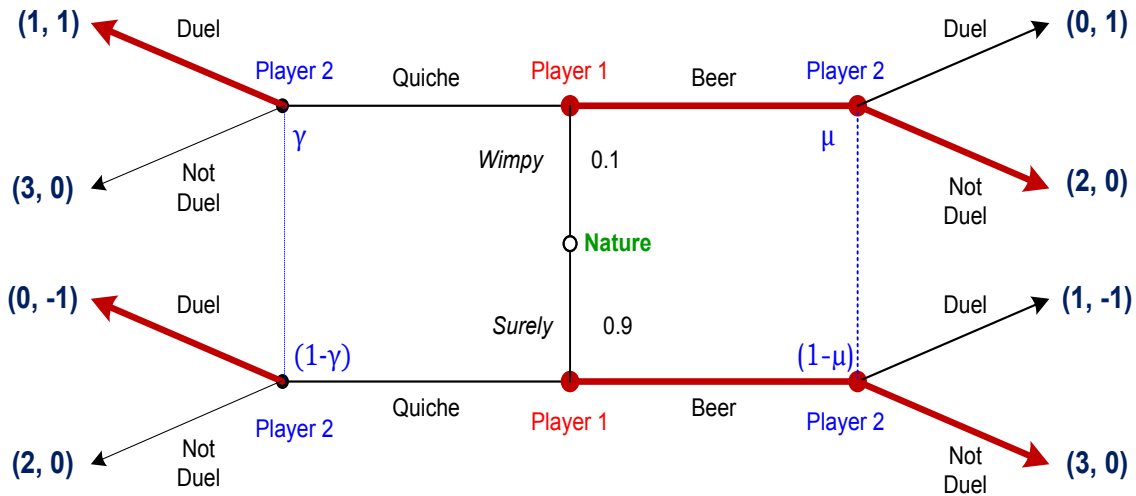 (1, 1)
Duel
(0, 1)
Duel
Player 2
Quiche
Player 1
Beer
Player 2
γ
μ
Wimpy
0.1
Not
Duel
(3, 0)
Not
Duel
(2, 0)
Nature
(0, -1)
Duel
(1, -1)
Duel
Surely
0.9
(1-γ)
(1-μ)
Player 2
Quiche
Player 1
Beer
Player 2
Not
Duel
(2, 0)
Not
Duel
(3, 0)